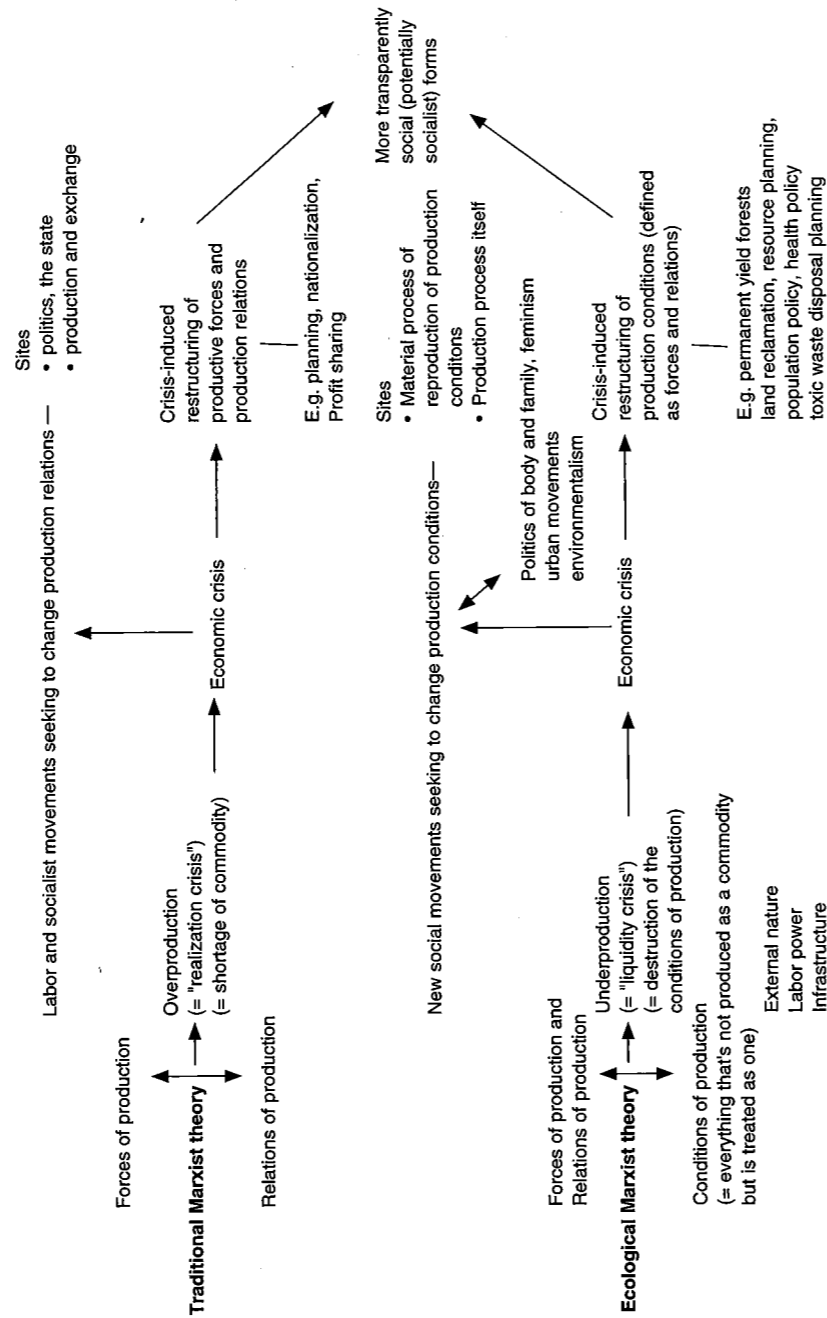 Labor and socialist movements seeking to change production relations —
Sites
• politics, the state
• production and exchange
Forces of production
Traditional Marxist theory
Relations of production
Overproduction
(= "realization crisis")
(= shortage of commodity)
Economic crisis
Crisis-induced
restructuring of
productive forces and
production relations
E.g. planning, nationalization,
Profit sharing
More transparently
social (potentially
socialist) forms
New social movements seeking to change production conditions—
Sites
• Material process of
reproduction of production
conditons
• Production process itself
Politics of body and family, feminism
urban movements
environmentalism
Forces of production and
Relations of production
Ecological Marxist theory
Conditions of production
(= everything that's not produced as a commodity
but is treated as one)
External nature
Labor power
Infrastructure
Underproduction
(= "liquidity crisis")
(= destruction of the
conditions of production)
Economic crisis
Crisis-induced
restructuring of
production conditions (defined
as forces and relations)
E.g. permanent yield forests
land reclamation, resource planning,
population policy, health policy
toxic waste disposal planning